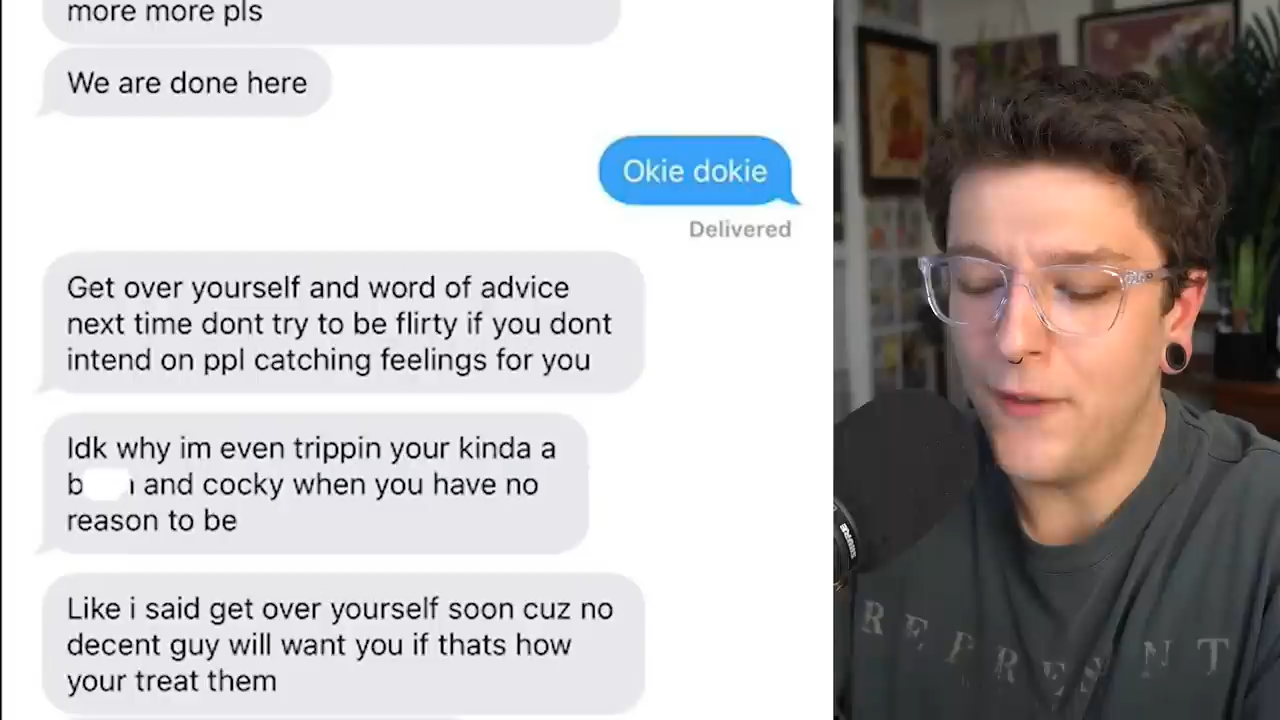 more more pls
We are done here
Okie dokie
Delivered
Get over yourself and word of advice
next time dont try to be flirty if you dont
intend on ppl catching feelings for you
Idk why im even trippin your kinda a
and cocky when you have no
reason to be
Like i said get over yourself soon cuz no
decent guy will want you if thats how
your treat them
SHURE
REPRESENT